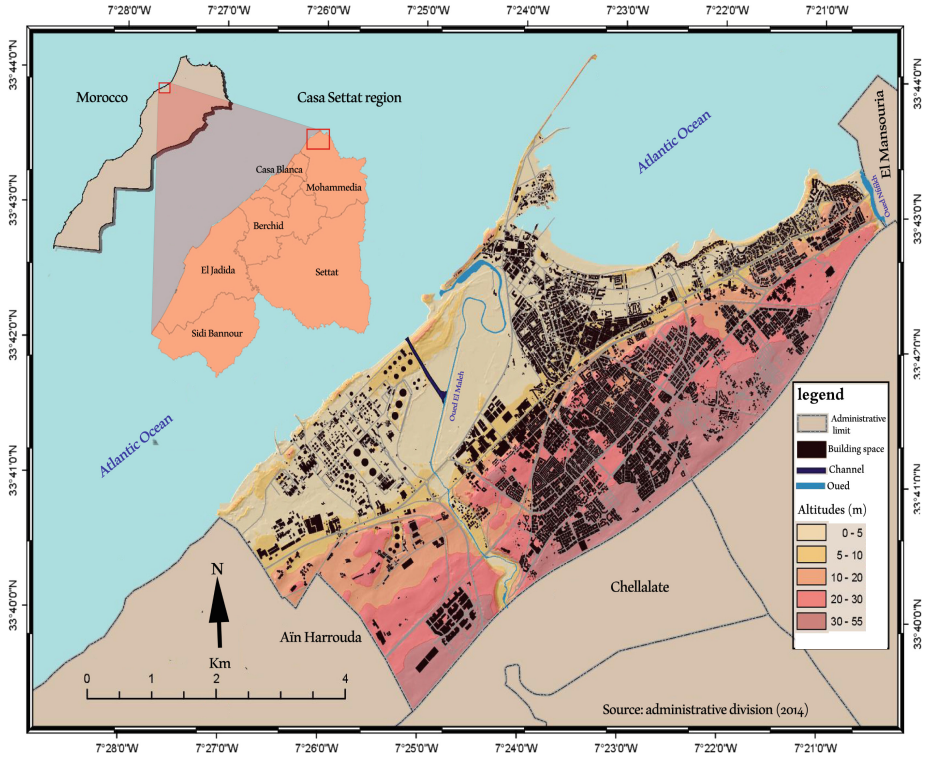 7°28'0"W 7°27'0"W 7°26'0"W 7°25'0"W 7°24'0"W 7°23'0"W 7°22'0"W 7°21'0"W
33°44'0"N
33°43'0"N
33°42'0"N
33°41'0"N
33°40'0"N
Morocco
Casa Settat region
Casa Blanca
Mohammedia
Berchid
El Jadida
Settat
Sidi Bannour
Atlantic Ocean
Atlantic Ocean
El Mansouria
Oued Nfifikh
Oued El Maleh
Chellalate
Aïn Harrouda
N
Km
0 1 2 4
legend
Administrative
limit
Building space
Channel
Oued
Altitudes (m)
0 - 5
5 - 10
10 - 20
20 - 30
30 - 55
Source: administrative division (2014)
33°44'0"N
33°43'0"N
33°42'0"N
33°41'0"N
33°40'0"N
7°28'0"W 7°27'0"W 7°26'0"W 7°25'0"W 7°24'0"W 7°23'0"W 7°22'0"W 7°21'0"W